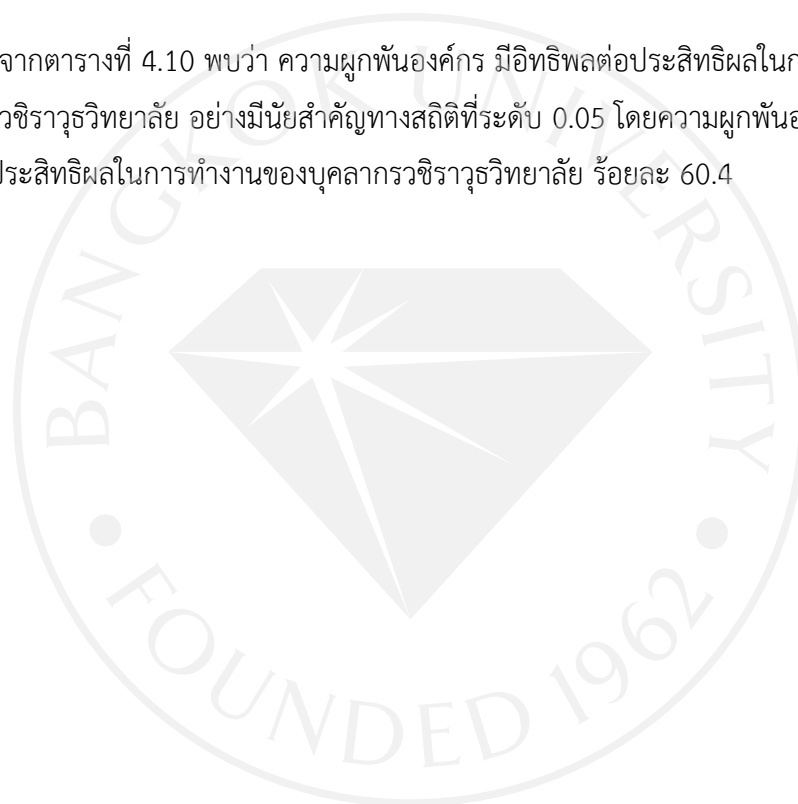 จากตารางที่ 4.10 พบว่า ความผูกพันองค์กร มีอิทธิพลต่อประสิทธิผลในก
วชิราวุธวิทยาลัย อย่างมีนัยสำคัญทางสถิติที่ระดับ 0.05 โดยความผูกพันอ
ประสิทธิผลในการทำงานของบุคลากรวชิราวุธวิทยาลัย ร้อยละ 60.4
BANGKOK UNIVERSITY
FOUNDED 1962